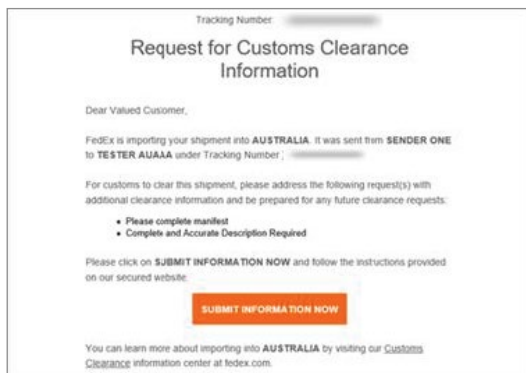 Tracking Number:
Request for Customs Clearance
Information
Dear Valued Customer,
FedEx is importing your shipment into AUSTRALIA. It was sent from SENDER ONE
to TESTER AUAAA under Tracking Number :
For customs to clear this shipment, please address the following request(s) with
additional clearance information and be prepared for any future clearance requests:
• Please complete manifest
• Complete and Accurate Description Required
Please click on SUBMIT INFORMATION NOW and follow the instructions provided
on our secured website.
SUBMIT INFORMATION NOW
You can learn more about importing into AUSTRALIA by visiting our Customs
Clearance information center at fedex.com.